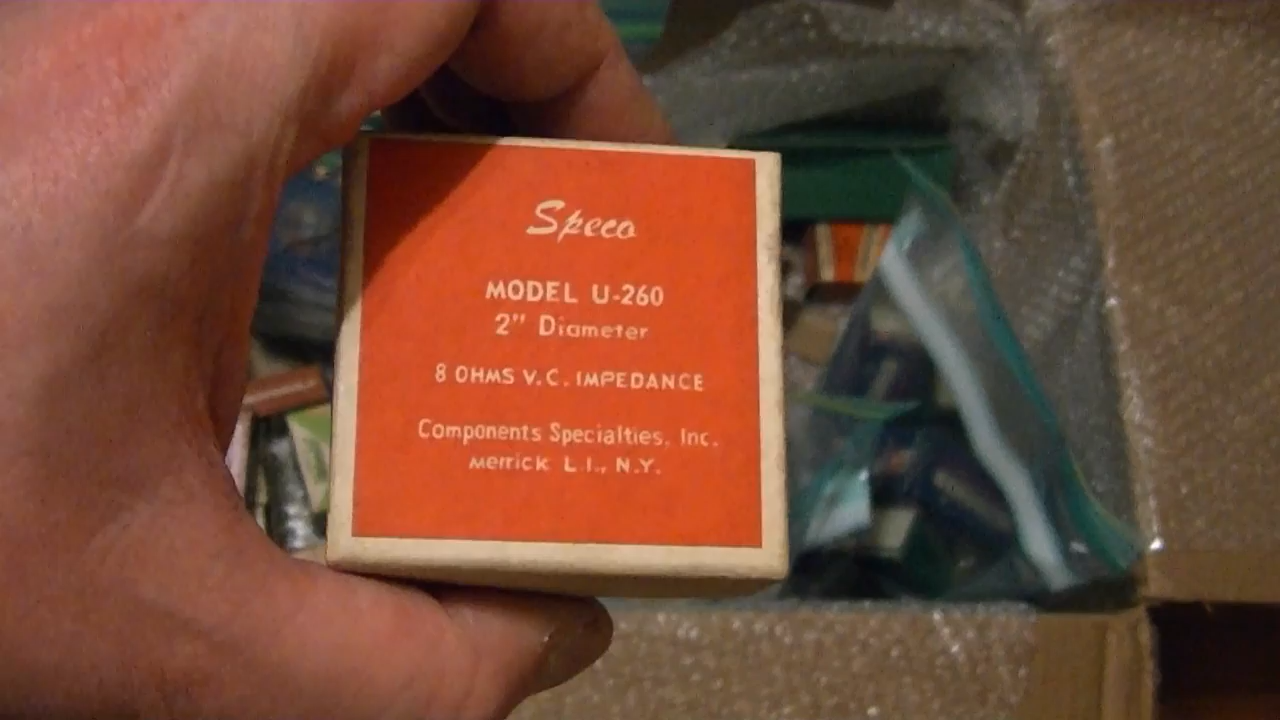 Speco
MODEL U-260
2" Diameter
8 OHMS V.C. IMPEDANCE
Components Specialties, Inc.
Merrick L.I., N.Y.